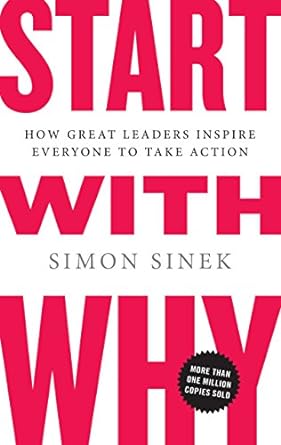 START
HOW GREAT LEADERS INSPIRE
EVERYONE TO TAKE ACTION
WITH
SIMON SINEK
WHY
MORE THAN
ONE MILLION
COPIES SOLD